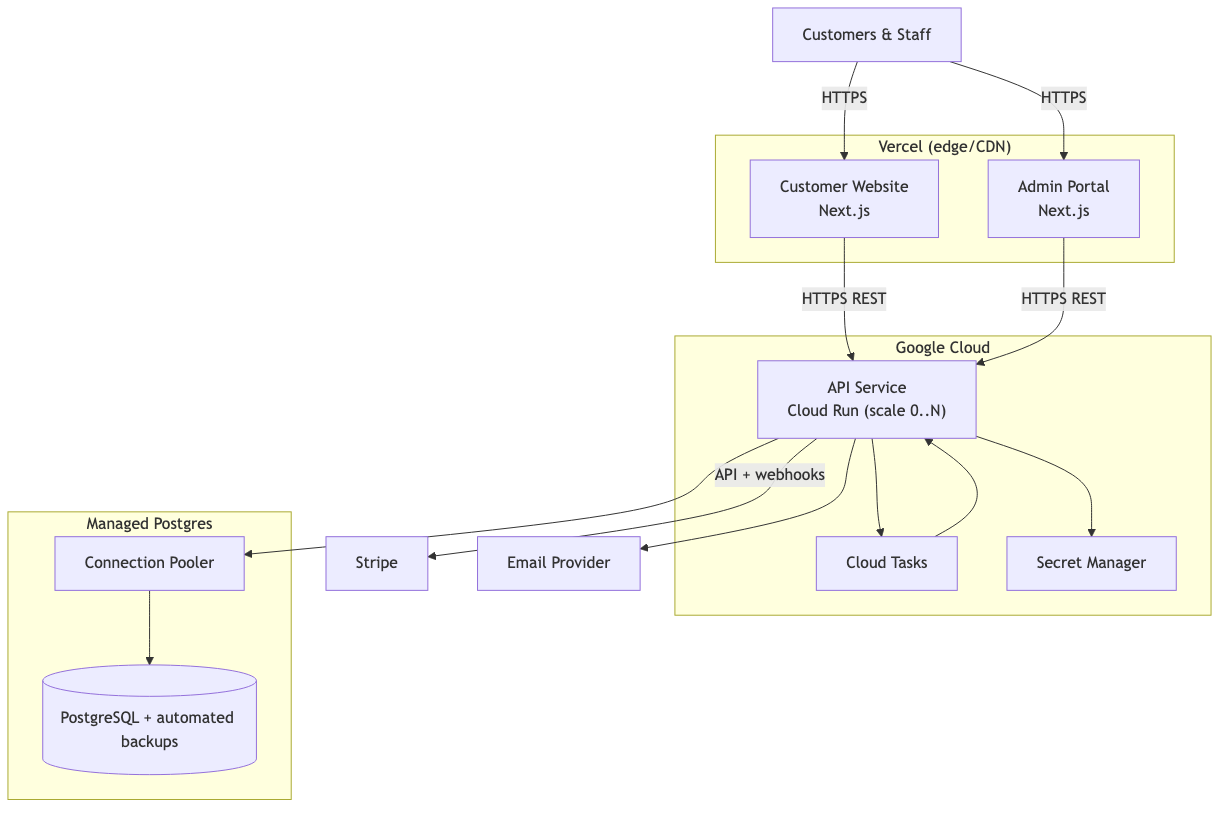 Customers & Staff
HTTPS
HTTPS
Vercel (edge/CDN)
Customer Website
Next.js
Admin Portal
Next.js
HTTPS REST
HTTPS REST
Google Cloud
API Service
Cloud Run (scale 0..N)
API + webhooks
Managed Postgres
Connection Pooler
Stripe
Email Provider
Cloud Tasks
Secret Manager
PostgreSQL + automated
backups